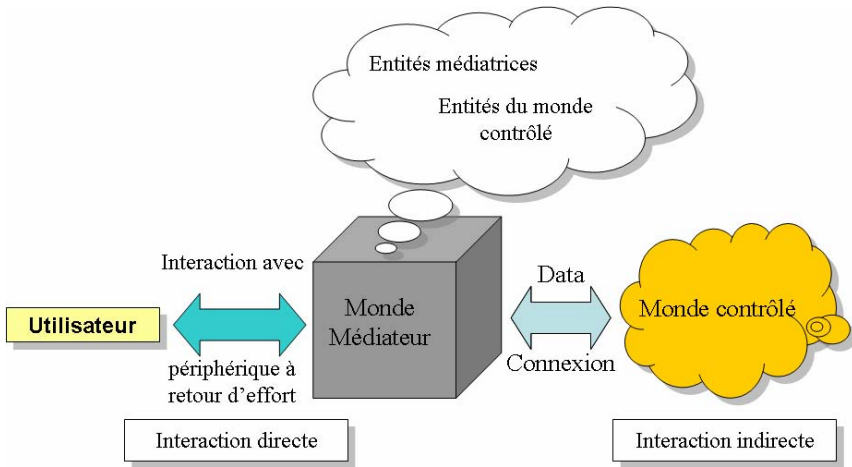 Entités médiatrices
Entités du monde
contrôlé
Interaction avec
Utilisateur
périphérique à
retour d’effort
Monde
Médiateur
Data
Connexion
Monde contrôlé
Interaction directe
Interaction indirecte